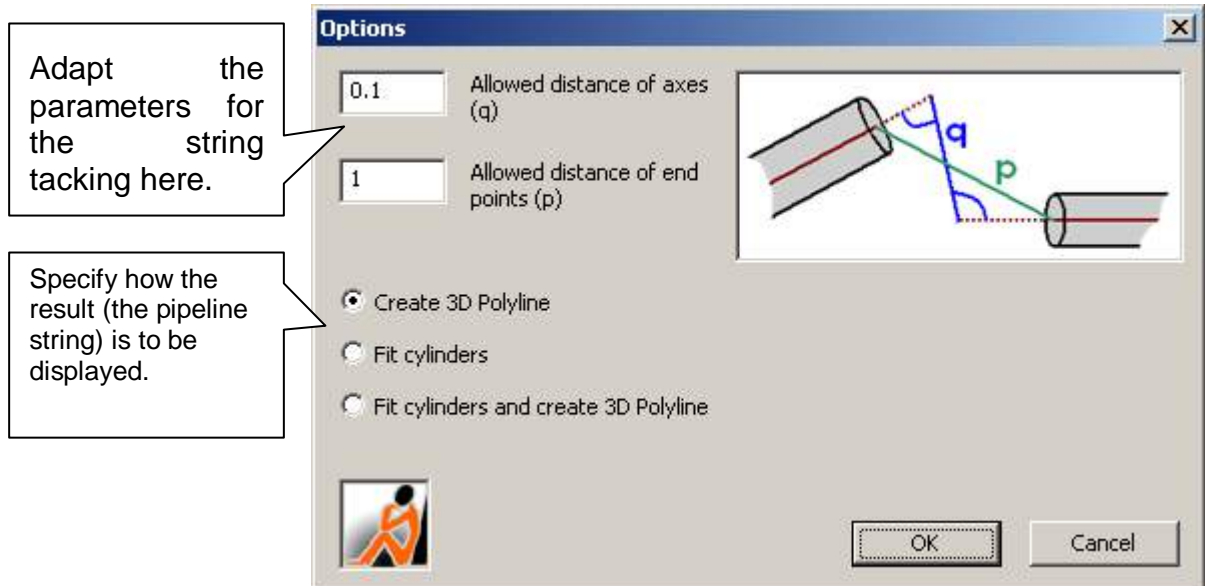 Options
Adapt the
parameters for
the string
tacking here.
0.1
Allowed distance of axes
(q)
1
Allowed distance of end
points (p)
q
p
Specify how the
result (the pipeline
string) is to be
displayed.
Create 3D Polyline
Fit cylinders
Fit cylinders and create 3D Polyline
OK
Cancel